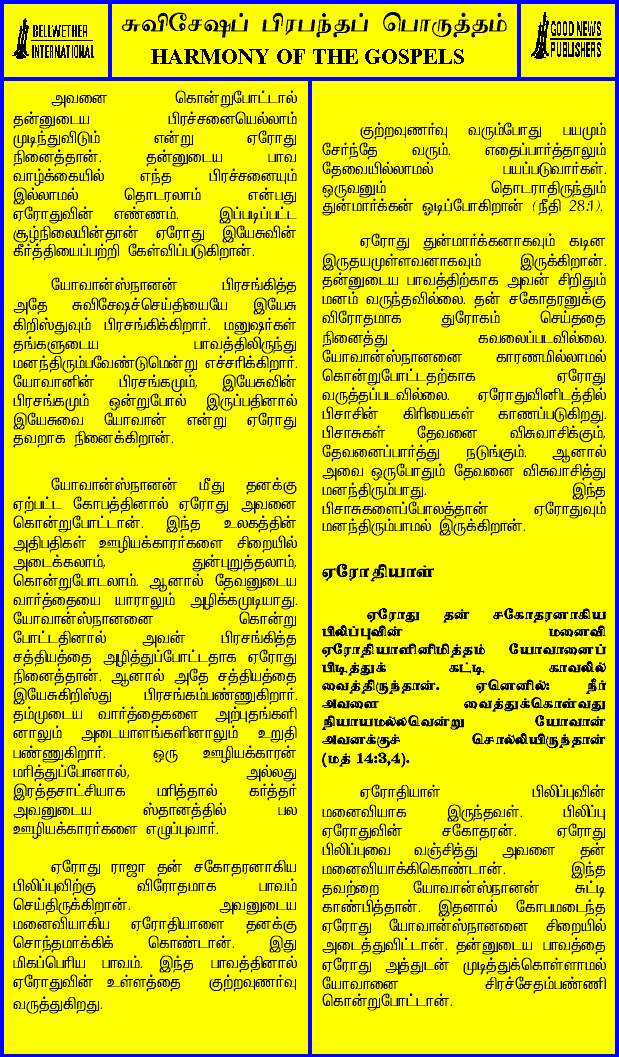 BELLWETHER
INTERNATIONAL
சுவிசேஷப் பிரபந்தப் பொருத்தம்
HARMONY OF THE GOSPELS
GOOD NEWS
PUBLISHERS
அவனை கொன்றுபோட்டால்
தன்னுடைய பிரச்சனையெல்லாம்
முடிந்துவிடும் என்று ஏரோது
நினைத்தான். தன்னுடைய பாவ
வாழ்க்கையில் எந்த பிரச்சனையும்
இல்லாமல் தொடரலாம் என்பது
ஏரோதுவின் எண்ணம். இப்படிப்பட்ட
சூழ்நிலையின்தான் ஏரோது இயேசுவின்
கீர்த்தியைப்பற்றி கேள்விப்படுகிறான்.
யோவான்ஸ்நானன் பிரசங்கித்த
அதே சுவிசேஷச்செய்தியையே இயேசு
கிறிஸ்துவும் பிரசங்கிக்கிறார். மனுஷர்கள்
தங்களுடைய பாவத்திலிருந்து
மனந்திரும்பவேண்டுமென்று எச்சரிக்கிறார்.
யோவானின் பிரசங்கமும், இயேசுவின்
பிரசங்கமும் ஒன்றுபோல் இருப்பதினால்
இயேசுவை யோவான் என்று ஏரோது
தவறாக நினைக்கிறான்.
யோவான்ஸ்நானன் மீது தனக்கு
ஏற்பட்ட கோபத்தினால் ஏரோது அவனை
கொன்றுபோட்டான். இந்த உலகத்தின்
அதிபதிகள் ஊழியக்காரர்களை சிறையில்
அடைக்கலாம், துன்புறுத்தலாம்,
கொன்றுபோடலாம். ஆனால் தேவனுடைய
வார்த்தையை யாராலும் அழிக்கமுடியாது.
யோவான்ஸ்நானனை கொன்று
போட்டதினால் அவன் பிரசங்கித்த
சத்தியத்தை அழித்துப்போட்டதாக ஏரோது
நினைத்தான். ஆனால் அதே சத்தியத்தை
இயேசுகிறிஸ்து பிரசங்கம்பண்ணுகிறார்.
தம்முடைய வார்த்தைகளை அற்புதங்களி
னாலும் அடையாளங்களினாலும் உறுதி
பண்ணுகிறார். ஒரு ஊழியக்காரன்
மரித்துப்போனால், அல்லது
இரத்தசாட்சியாக மரித்தால் கர்த்தர்
அவனுடைய ஸ்தானத்தில் பல
ஊழியக்காரர்களை எழுப்புவார்.
ஏரோது ராஜா தன் சகோதரனாகிய
பிலிப்புவிற்கு விரோதமாக பாவம்
செய்திருக்கிறான். அவனுடைய
மனைவியாகிய ஏரோதியாளை தனக்கு
சொந்தமாக்கிக் கொண்டான். இது
மிகப்பெரிய பாவம். இந்த பாவத்தினால்
ஏரோதுவின் உள்ளத்தை குற்றவுணர்வு
வருத்துகிறது.
குற்றவுணர்வு வரும்போது பயமும்
சேர்ந்தே வரும். எதைப்பார்த்தாலும்
தேவையில்லாமல் பயப்படுவார்கள்.
ஒருவனும் தொடராதிருந்தும்
துன்மார்க்கன் ஓடிப்போகிறான் (நீதி 28:1).
ஏரோது துன்மார்க்கனாகவும் கடின
இருதயமுள்ளவனாகவும் இருக்கிறான்.
தன்னுடைய பாவத்திற்காக அவன் சிறிதும்
மனம் வருந்தவில்லை. தன் சகோதரனுக்கு
விரோதமாக துரோகம் செய்ததை
நினைத்து கவலைப்படவில்லை.
யோவான்ஸ்நானனை காரணமில்லாமல்
கொன்றுபோட்டதற்காக ஏரோது
வருத்தப்படவில்லை. ஏரோதுவினிடத்தில்
பிசாசின் கிரியைகள் காணப்படுகிறது.
பிசாசுகள் தேவனை விசுவாசிக்கும்,
தேவனைப்பார்த்து நடுங்கும். ஆனால்
அவை ஒருபோதும் தேவனை விசுவாசித்து
மனந்திரும்பாது. இந்த
பிசாசுகளைப்போலத்தான் ஏரோதுவும்
மனந்திரும்பாமல் இருக்கிறான்.
ஏரோதியாள்
ஏரோது தன் சகோதரனாகிய
பிலிப்புவின் மனைவி
ஏரோதியாளினிமித்தம் யோவானைப்
பிடித்துக் கட்டி காவலில்
வைத்திருந்தான். ஏனெனில்: நீர்
அவளை வைத்துக்கொள்வது
நியாயமல்லவென்று யோவான்
அவனக்குச் சொல்லியிருந்தான்
(மத் 14:3,4).
ஏரோதியாள் பிலிப்புவின்
மனைவியாக இருந்தவள். பிலிப்பு
ஏரோதுவின் சகோதரன். ஏரோது
பிலிப்புவை வஞ்சித்து அவளை தன்
மனைவியாக்கிகொண்டான். இந்த
தவற்றை யோவான்ஸ்நானன் சுட்டி
காண்பித்தான். இதனால் கோபமடைந்த
ஏரோது யோவான்ஸ்நானனை சிறையில்
அடைத்துவிட்டான். தன்னுடைய பாவத்தை
ஏரோது அத்துடன் முடித்துக்கொள்ளாமல்
யோவானை சிரச்சேதம்பண்ணி
கொன்றுபோட்டான்.